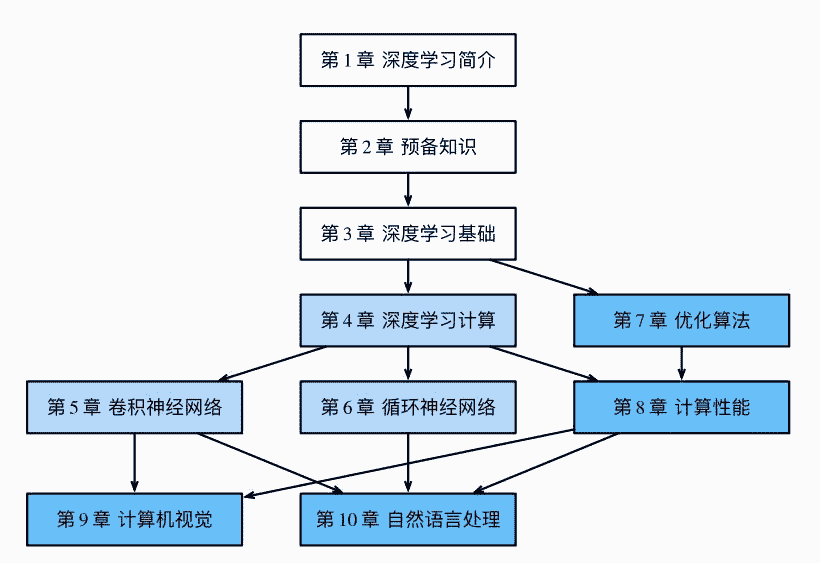 第 1 章 深度学习简介
第 2 章 预备知识
第 3 章 深度学习基础
第 4 章 深度学习计算
第 7 章 优化算法
第 5 章 卷积神经网络
第 6 章 循环神经网络
第 8 章 计算性能
第 9 章 计算机视觉
第 10 章 自然语言处理